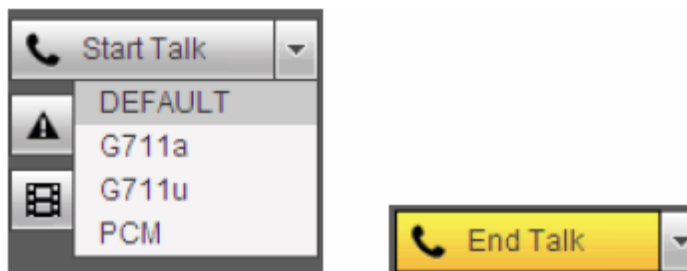 Start Talk
DEFAULT
G711a
G711u
PCM
End Talk